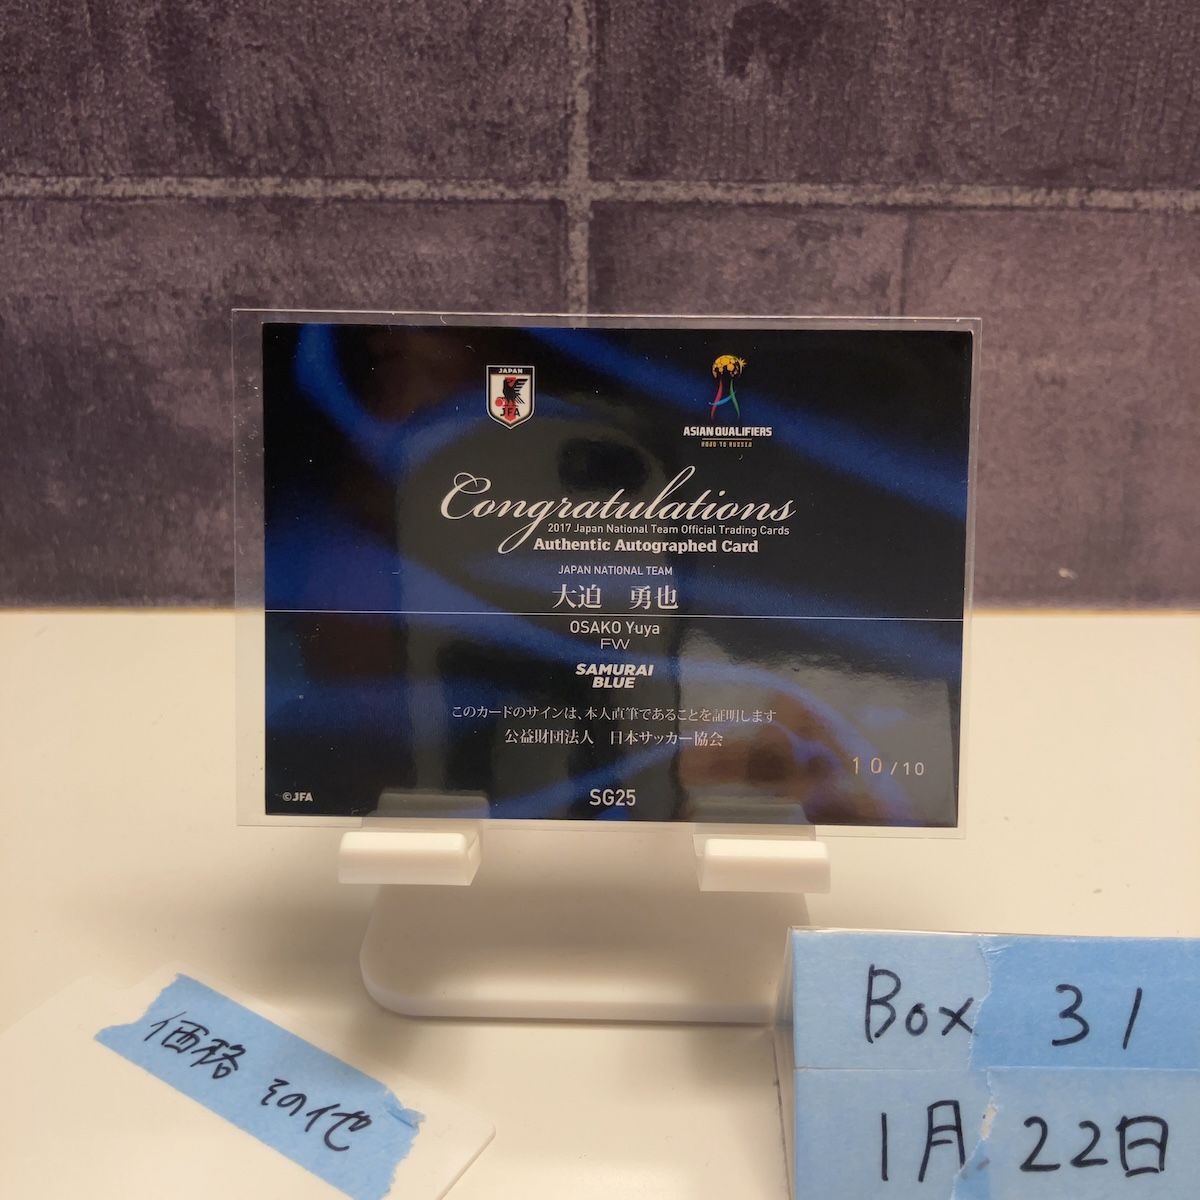 JAPAN
JFA
ASIAN QUALIFIERS
ROAD TO RUSSIA
Congratulations
2017 Japan National Team Official Trading Cards
Authentic Autographed Card
JAPAN NATIONAL TEAM
大迫 勇也
OSAKO Yuya
FW
SAMURAI
BLUE
このカードのサインは、本人直筆であることを証明します
公益財団法人 日本サッカー協会
10/10
©JFA
SG25
価格 その他
Box 31
1月22日